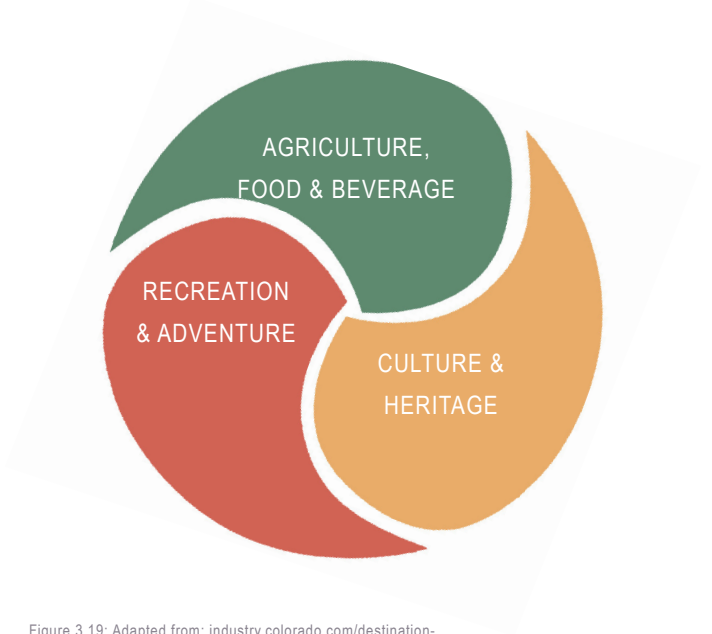 AGRICULTURE,
FOOD & BEVERAGE
RECREATION
& ADVENTURE
CULTURE &
HERITAGE
Figure 3.19: Adapted from: industry.colorado.com/destination-